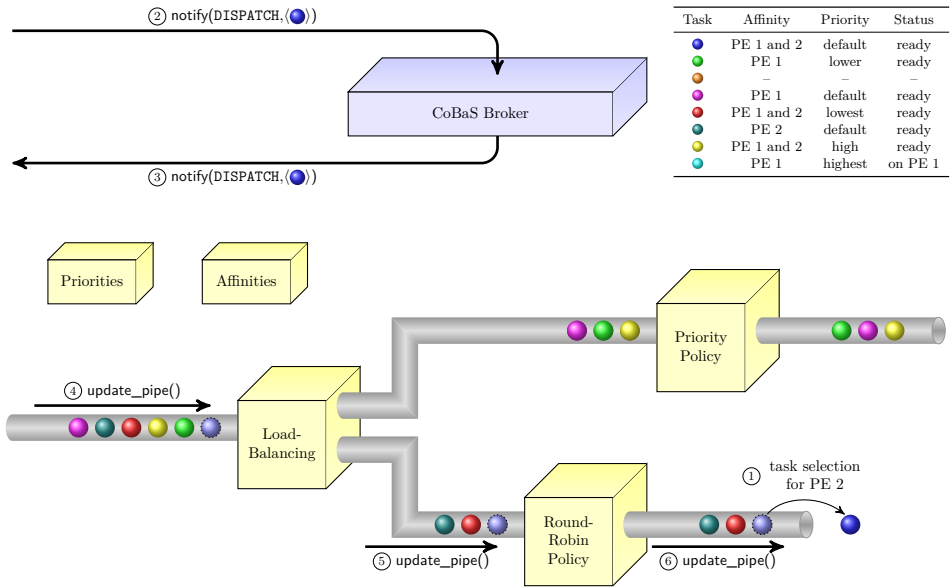 ② notify(DISPATCH,⟨ ⟩)
CoBaS Broker
③ notify(DISPATCH,⟨ ⟩)
Task Affinity Priority Status
PE 1 and 2 default ready
PE 1 lower ready
– – –
PE 1 default ready
PE 1 and 2 lowest ready
PE 2 default ready
PE 1 and 2 high ready
PE 1 highest on PE 1
Priorities
Affinities
Priority
Policy
④ update_pipe()
Load-
Balancing
① task selection
for PE 2
Round-
Robin
Policy
⑤ update_pipe()
⑥ update_pipe()